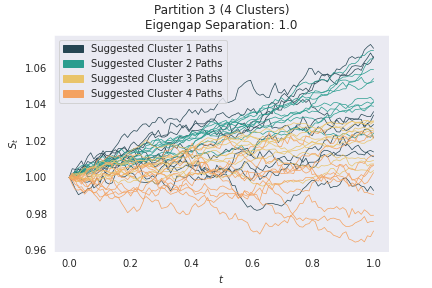 Partition 3 (4 Clusters)
Eigengap Separation: 1.0
Suggested Cluster 1 Paths
Suggested Cluster 2 Paths
Suggested Cluster 3 Paths
Suggested Cluster 4 Paths
1.06
1.04
1.02
1.00
0.98
0.96
S_t
0.0 0.2 0.4 0.6 0.8 1.0
t